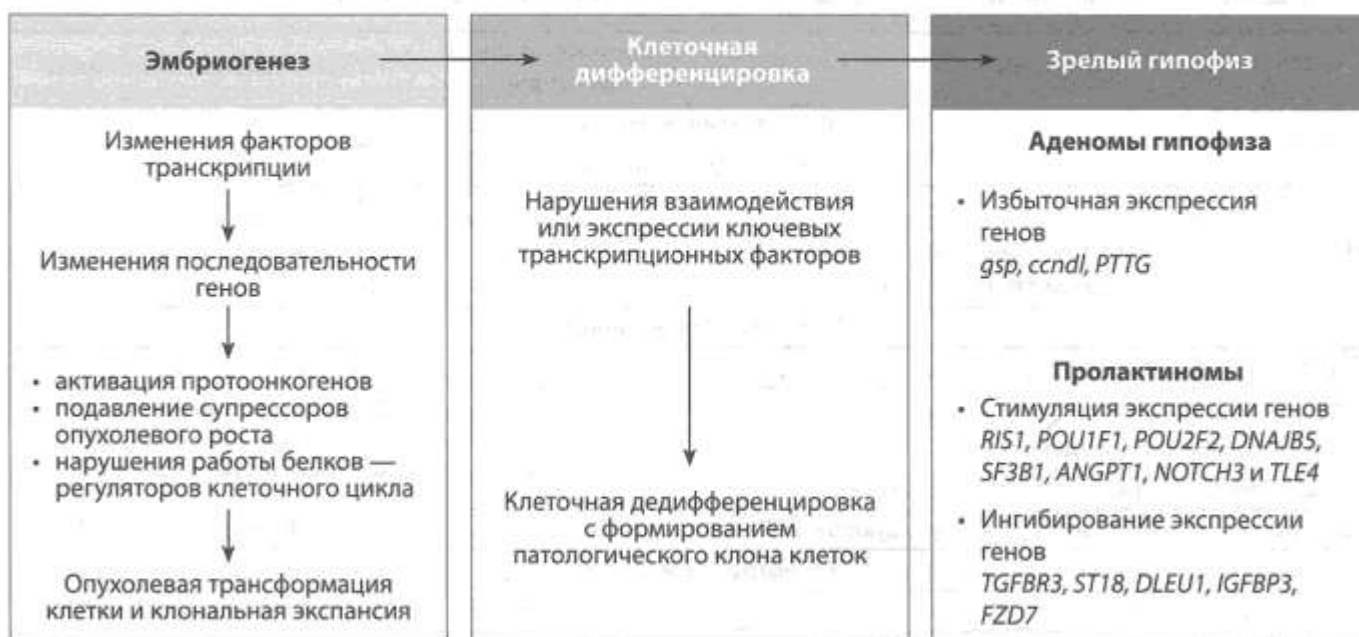 Эмбриогенез
Изменения факторов
транскрипции
Изменения последовательности
генов
• активация протоонкогенов
• подавление супрессоров
опухолевого роста
• нарушения работы белков —
регуляторов клеточного цикла
Опухолевая трансформация
клетки и клональная экспансия
Клеточная
дифференцировка
Нарушения взаимодействия
или экспрессии ключевых
транскрипционных факторов
Клеточная дедифференцировка
с формированием
патологического клона клеток
Зрелый гипофиз
Аденомы гипофиза
• Избыточная экспрессия
генов
gsp, ccndl, PTTG
Пролактиномы
• Стимуляция экспрессии генов
RIS1, POU1F1, POU2F2, DNAJB5,
SF3B1, ANGPT1, NOTCH3 и TLE4
• Ингибирование экспрессии
генов
TGFBR3, ST18, DLEU1, IGFBP3,
FZD7